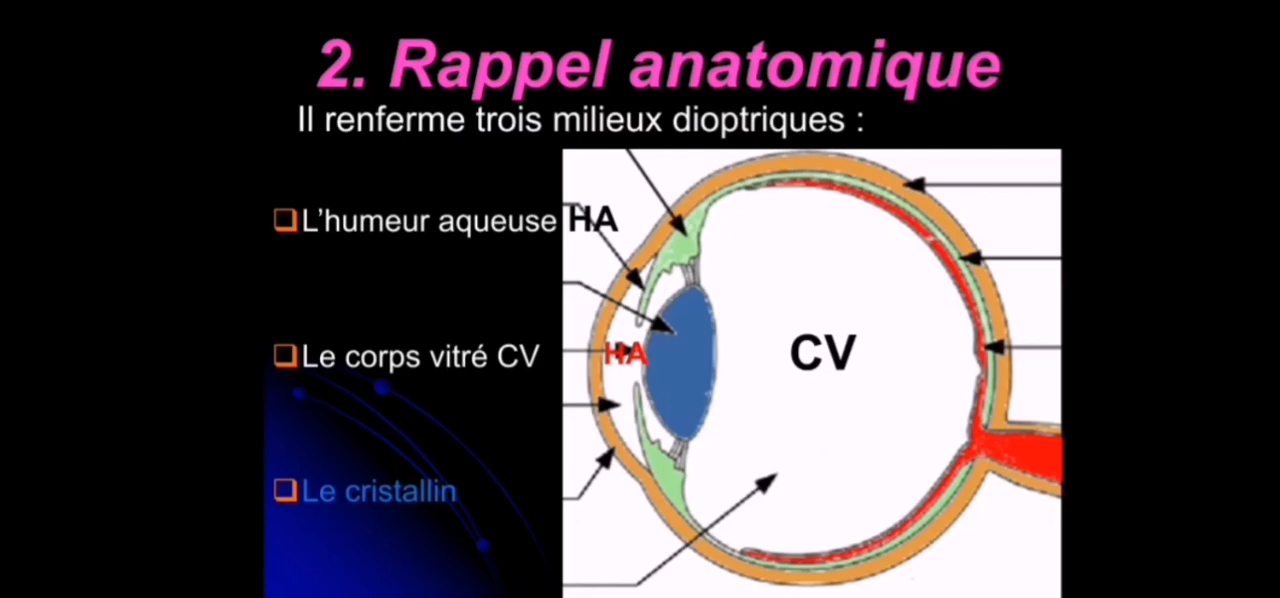 2. Rappel anatomique
Il renferme trois milieux dioptriques :
L'humeur aqueuse HA
Le corps vitré CV
HA
CV
Le cristallin